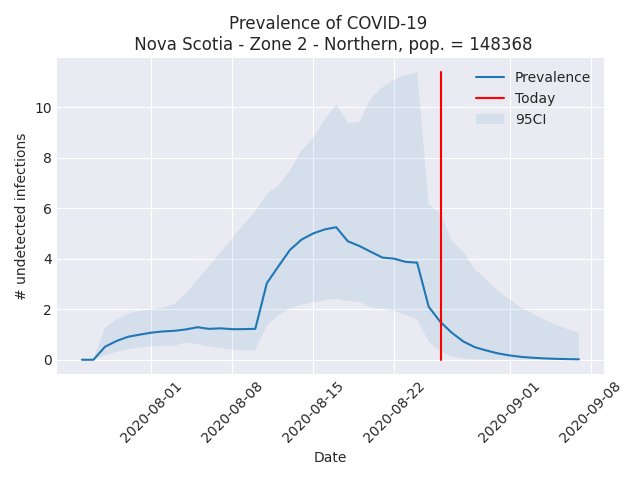 Prevalence of COVID-19
Nova Scotia - Zone 2 - Northern, pop. = 148368
Prevalence
Today
95CI
# undetected infections
10
8
6
4
2
0
2020-08-01
2020-08-08
2020-08-15
2020-08-22
2020-09-01
2020-09-08
Date